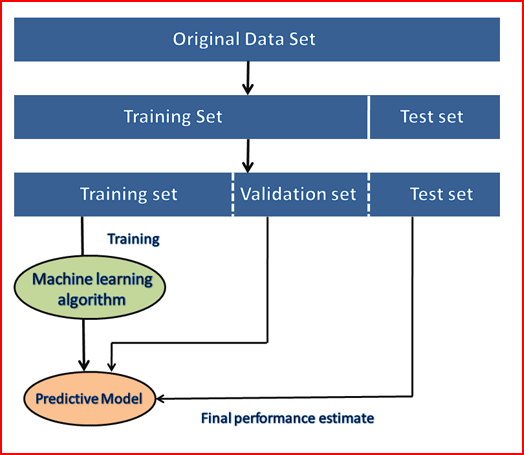 Original Data Set
Training Set
Test set
Training set
Validation set
Test set
Training
Machine learning
algorithm
Predictive Model
Final performance estimate